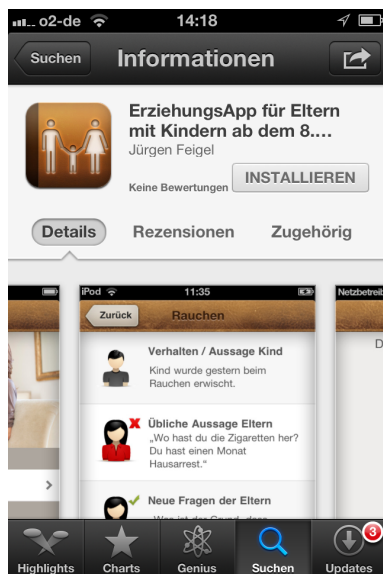 o2-de 14:18
Suchen Informationen
ErziehungsApp für Eltern
mit Kindern ab dem 8.…
Jürgen Feigel
Keine Bewertungen INSTALLIEREN
Details Rezensionen Zugehörig
iPod 11:35
Zurück Rauchen
Verhalten / Aussage Kind
Kind wurde gestern beim
Rauchen erwischt.
Übliche Aussage Eltern
„Wo hast du die Zigaretten her?
Du hast einen Monat
Hausarrest."
Neue Fragen der Eltern
Netzbetreib
D
3
Highlights Charts Genius Suchen Updates